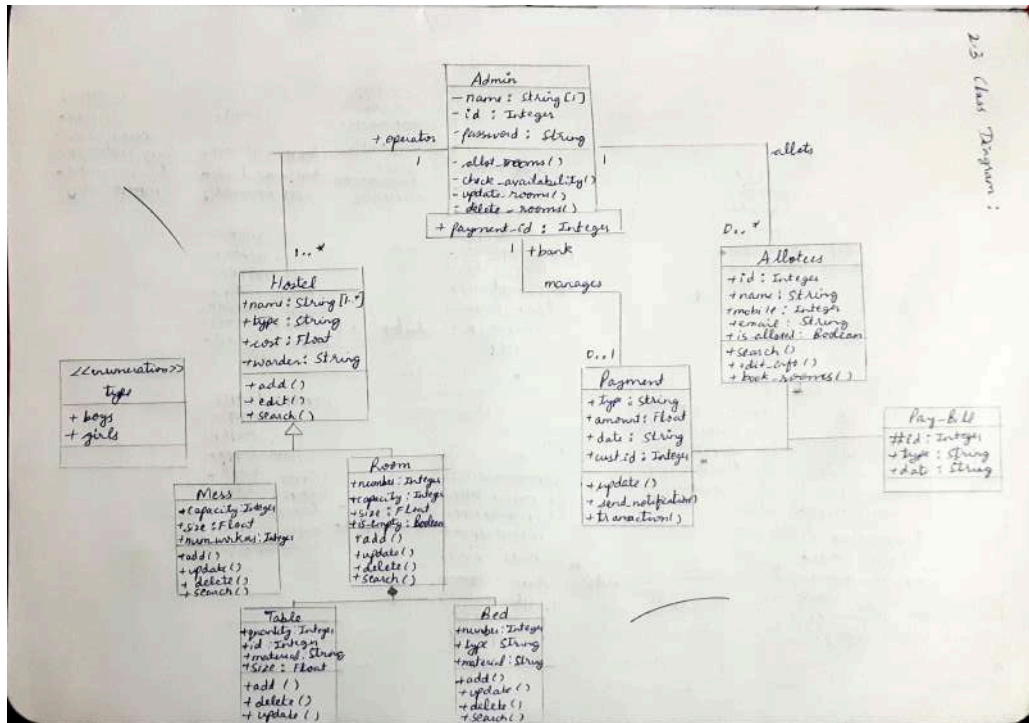 2.3 Class Diagram :
Admin
- name : String [1]
- id : Integer
- password : String
- allot_rooms()
- check_availability()
- update_rooms()
- delete_rooms()
+ payment_id : Integer
+ operator
1
1
allots
1
+ bank
manages
1..*
0..*
0..1
Hostel
+ name : String [1..*]
+ type : String
+ cost : Float
+ warden : String
+ add()
+ edit()
+ search()
Allotees
+ id : Integer
+ name : String
+ mobile : Integer
+ email : String
+ is_alloted : Boolean
+ search()
+ edit_info()
+ book_rooms()
*
<<enumeration>>
type
+ boys
+ girls
Payment
+ Type : String
+ amount : Float
+ date : String
+ cust.id : Integer
+ update()
+ send_notification()
+ transaction()
*
Pay-Bill
# id : Integer
+ type : String
+ date : String
Mess
+ capacity : Integer
+ size : Float
+ num_workers : Integer
+ add()
+ update()
+ delete()
+ search()
Room
+ number : Integer
+ capacity : Integer
+ size : Float
+ is_empty : Boolean
+ add()
+ update()
+ delete()
+ search()
Table
+ quantity : Integer
+ id : Integer
+ material : String
+ size : Float
+ add ()
+ delete()
+ update ()
Bed
+ number : Integer
+ type : String
+ material : String
+ add()
+ update()
+ delete()
+ search()